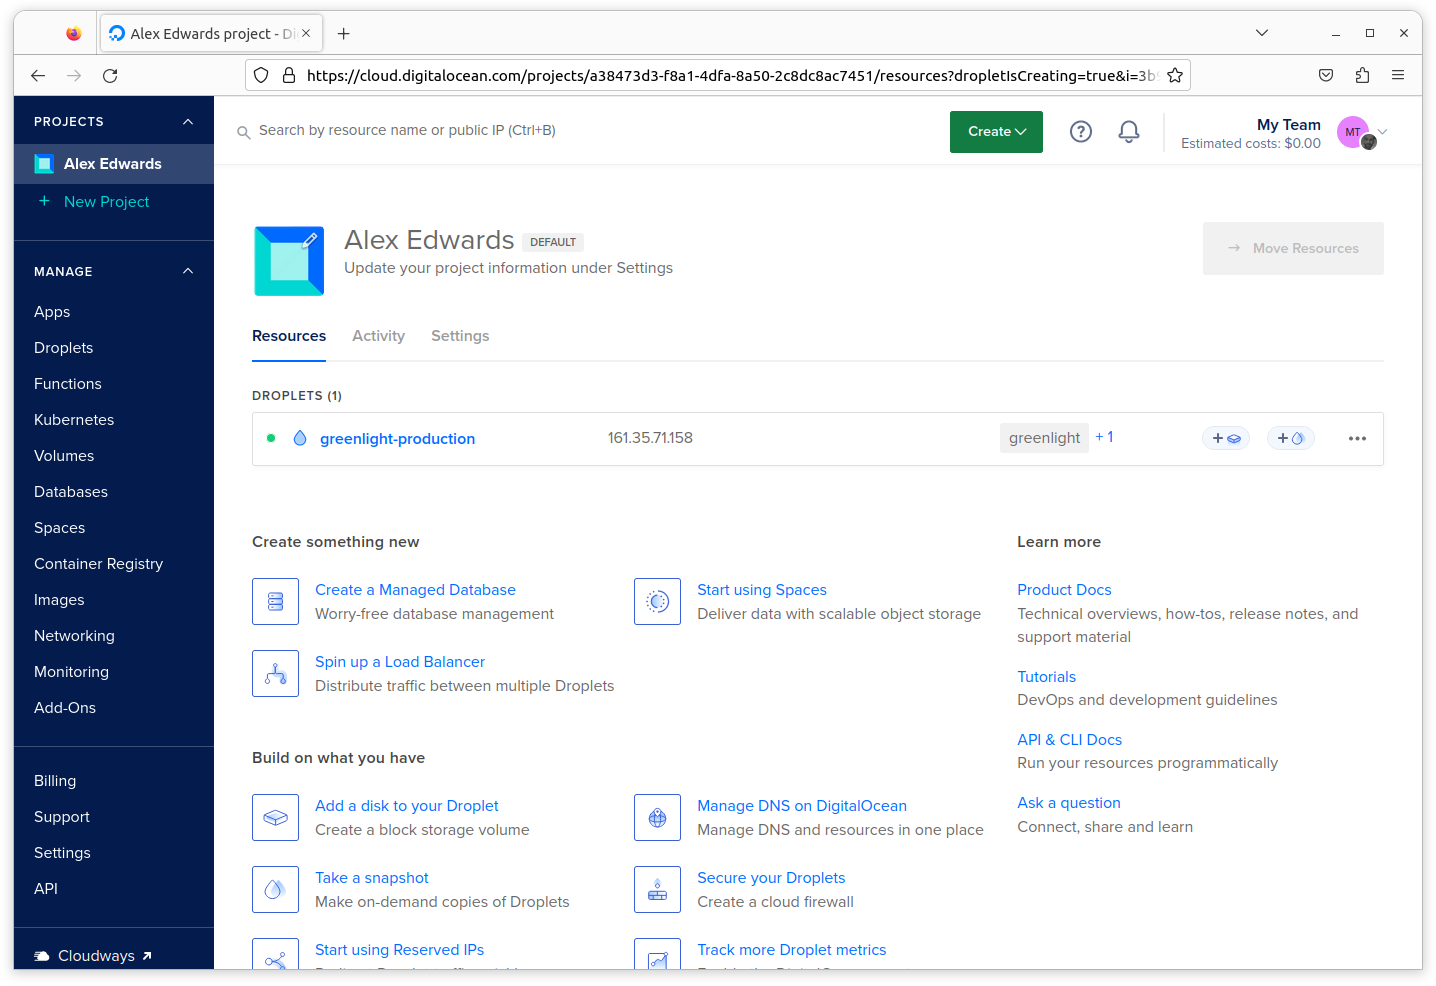 Alex Edwards project - Di
https://cloud.digitalocean.com/projects/a38473d3-f8a1-4dfa-8a50-2c8dc8ac7451/resources?dropletIsCreating=true&i=3b
PROJECTS
Alex Edwards
+ New Project
MANAGE
Apps
Droplets
Functions
Kubernetes
Volumes
Databases
Spaces
Container Registry
Images
Networking
Monitoring
Add-Ons
Billing
Support
Settings
API
Cloudways
Search by resource name or public IP (Ctrl+B)
Create
My Team
Estimated costs: $0.00
MT
Alex Edwards DEFAULT
Update your project information under Settings
Move Resources
Resources Activity Settings
DROPLETS (1)
greenlight-production 161.35.71.158 greenlight + 1
Create something new
Create a Managed Database
Worry-free database management
Start using Spaces
Deliver data with scalable object storage
Spin up a Load Balancer
Distribute traffic between multiple Droplets
Build on what you have
Add a disk to your Droplet
Create a block storage volume
Manage DNS on DigitalOcean
Manage DNS and resources in one place
Take a snapshot
Make on-demand copies of Droplets
Secure your Droplets
Create a cloud firewall
Start using Reserved IPs
Track more Droplet metrics
Learn more
Product Docs
Technical overviews, how-tos, release notes, and
support material
Tutorials
DevOps and development guidelines
API & CLI Docs
Run your resources programmatically
Ask a question
Connect, share and learn